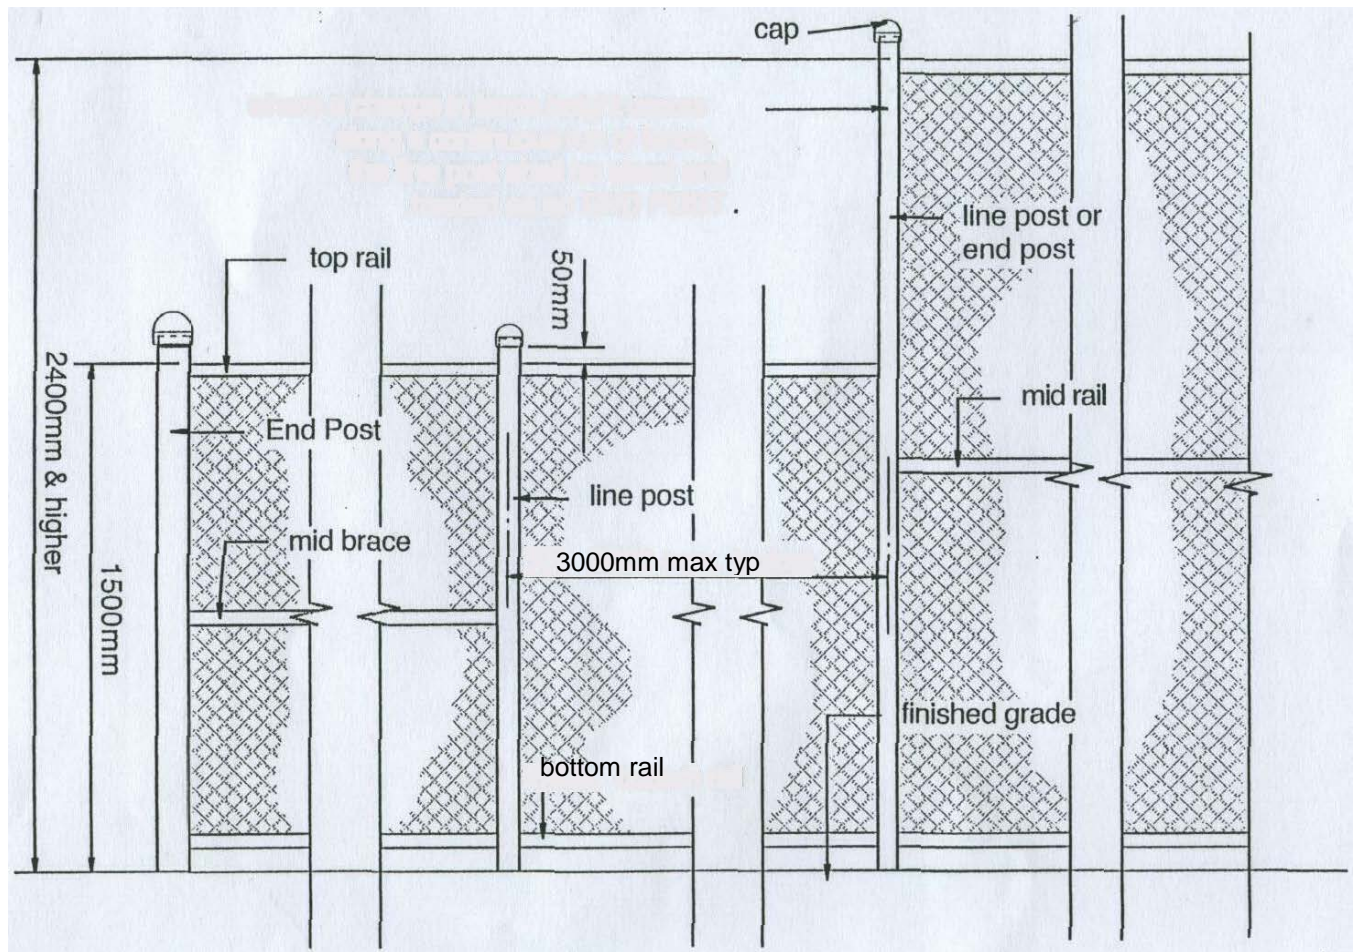 cap
line post or
end post
top rail
50mm
2400mm & higher
mid rail
End Post
line post
mid brace
3000mm max typ
1500mm
finished grade
bottom rail